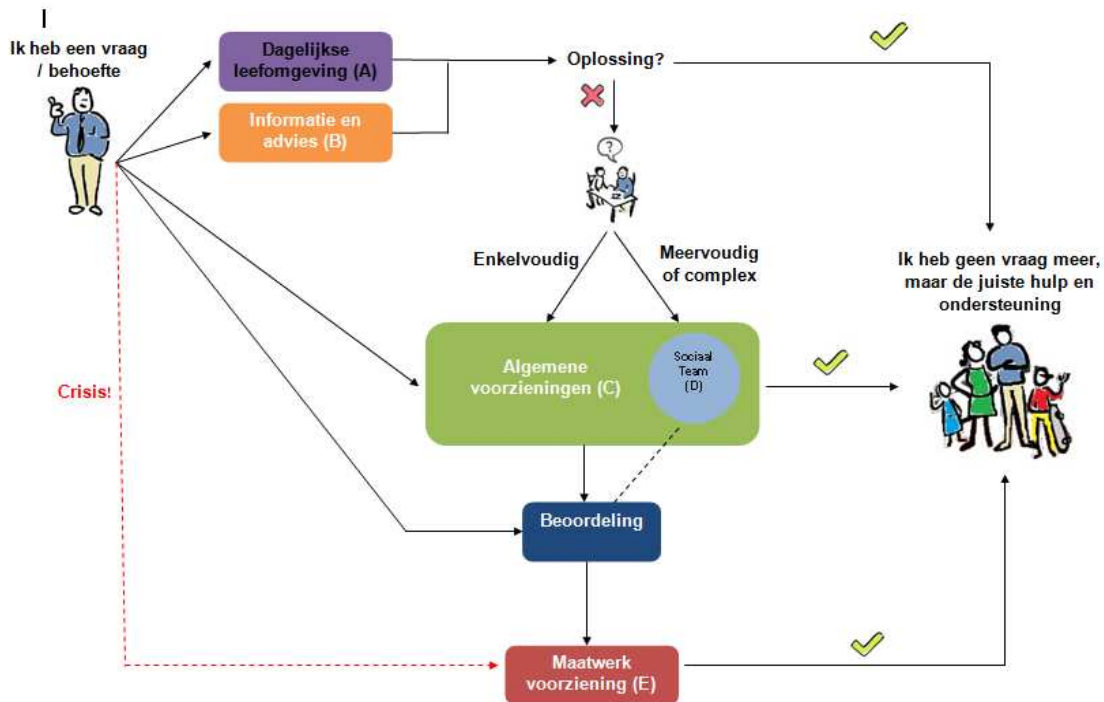 I
Ik heb een vraag
/ behoefte
Dagelijkse
leefomgeving (A)
Informatie en
advies (B)
Oplossing?
?
Enkelvoudig
Meervoudig
of complex
Ik heb geen vraag meer,
maar de juiste hulp en
ondersteuning
Algemene
voorzieningen (C)
Sociaal
Team
(D)
Crisis!
Beoordeling
Maatwerk
voorziening (E)